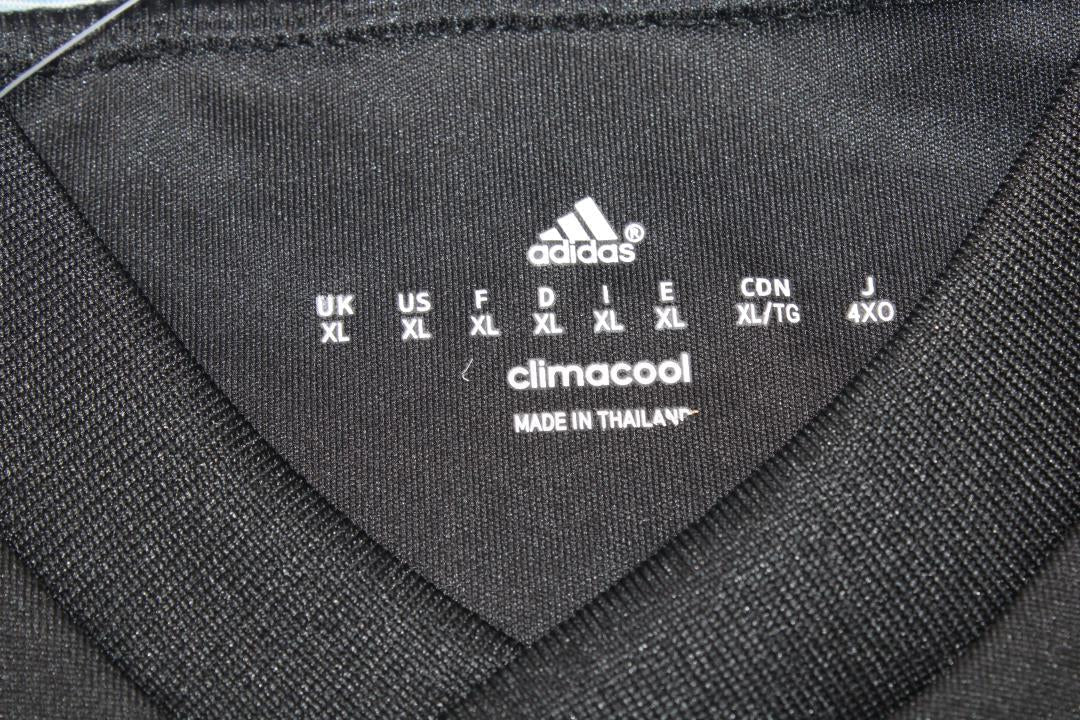 adidas®
UK US F D I E CDN J
XL XL XL XL XL XL XL/TG 4XO
climacool
MADE IN THAILAND